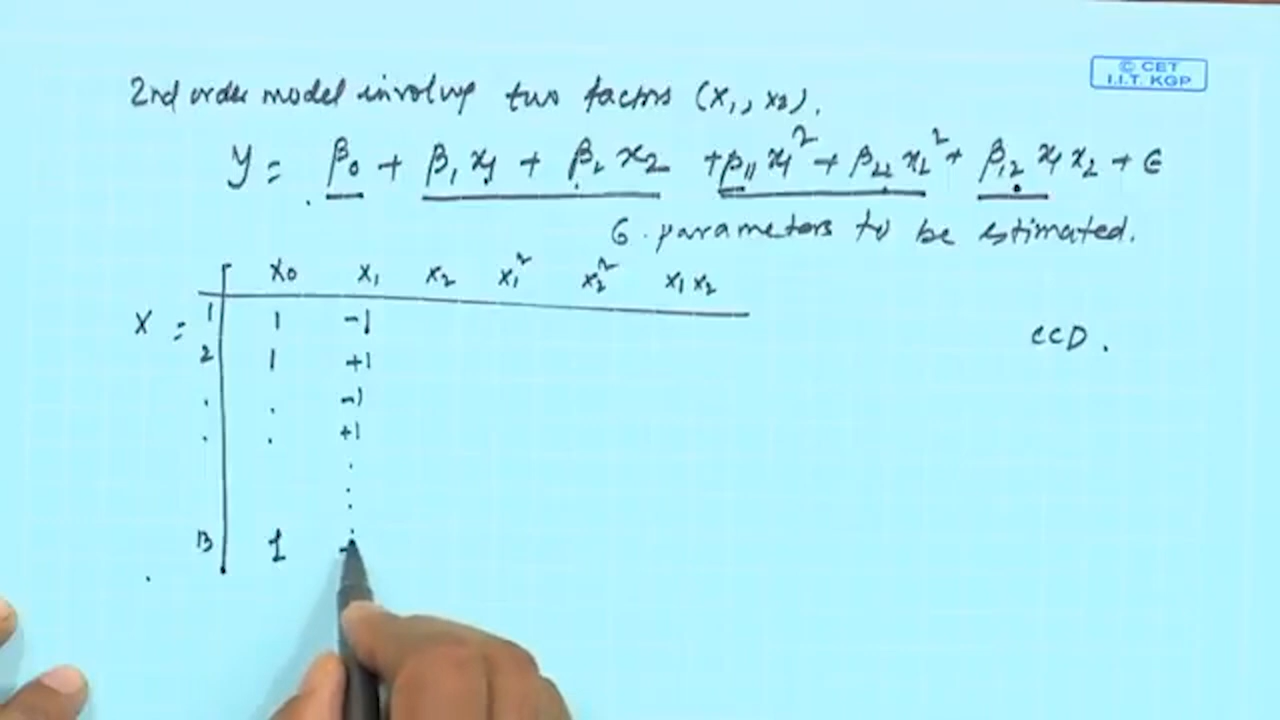 © CET
I.I.T. KGP
2nd order model involving two factors (x₁, x₂).
y = β₀ + β₁x₁ + β₂x₂ + β₁₁x₁² + β₂₂x₂² + β₁₂x₁x₂ + ε
6 parameters to be estimated.
x₀ x₁ x₂ x₁² x₂² x₁x₂
X = 1 1 -1
CCD.
2 1 +1
. . -1
. . +1
.
:
13 1